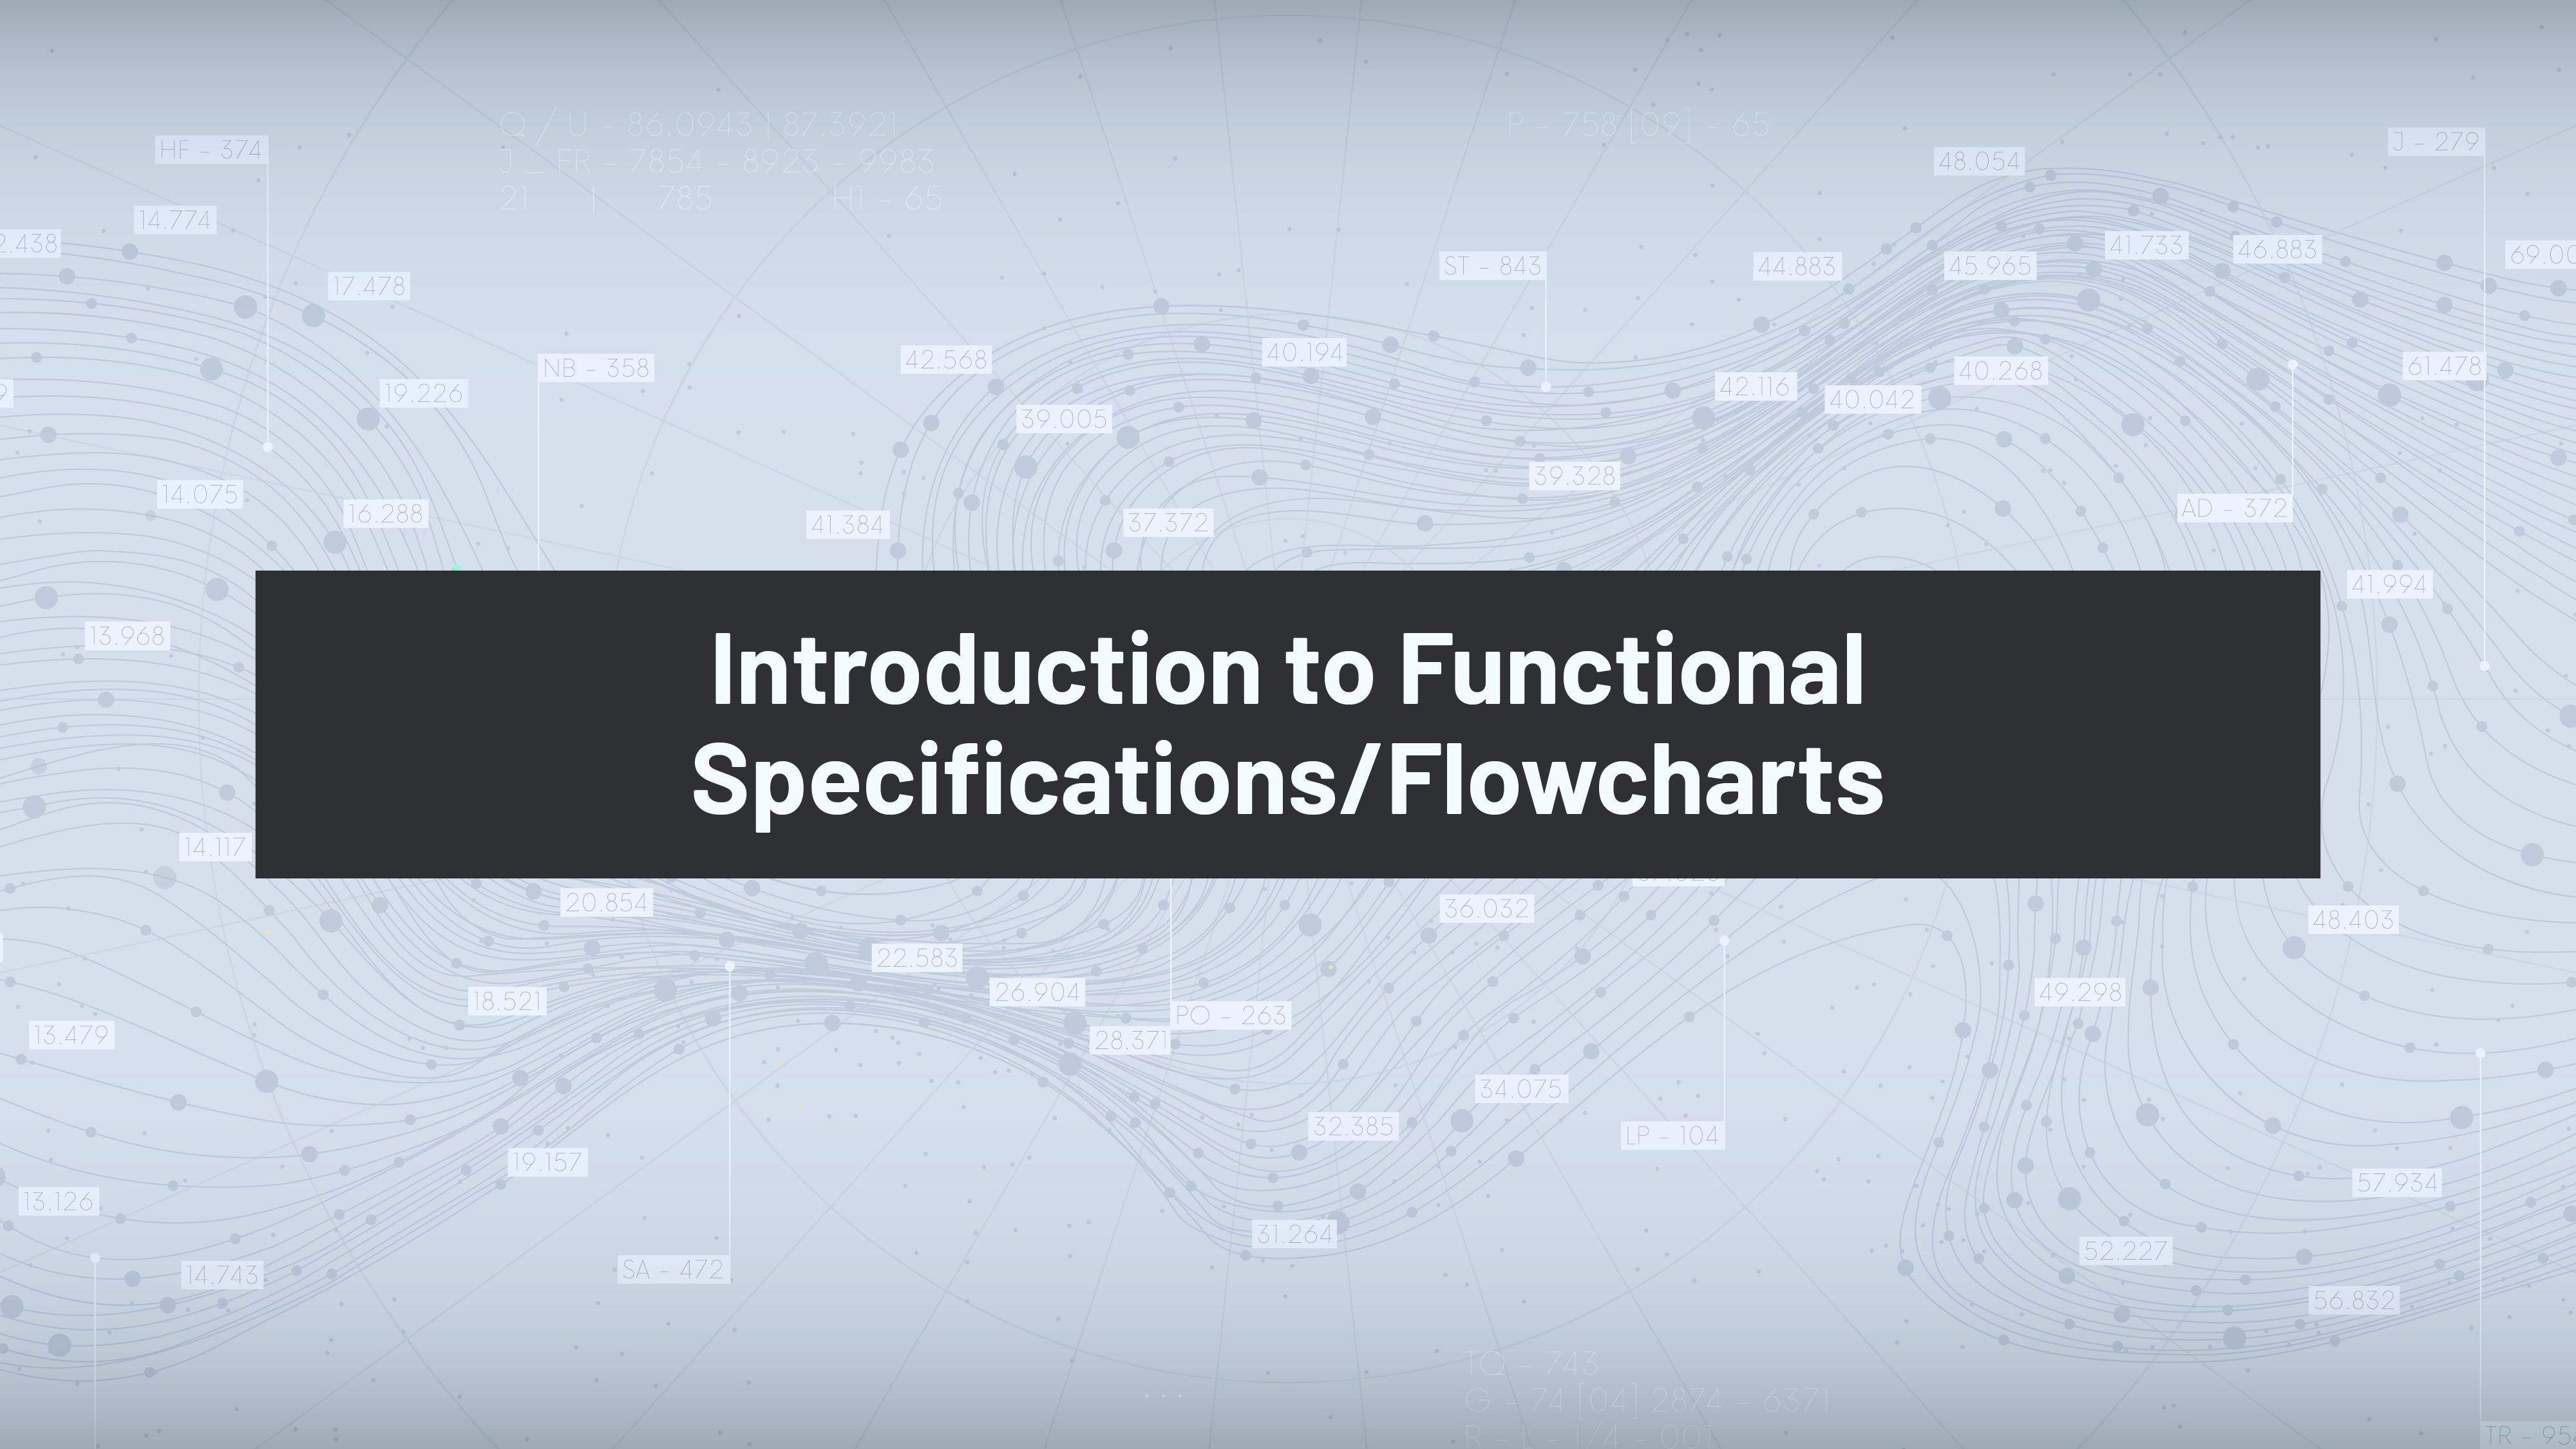 Q / U - 86.0943 | 87.3921
P - 758 [09] - 65
HF - 374
J - 279
J _ FR - 7854 - 8923 - 9983
48.054
21 | 785 H1 - 65
14.774
2.438
41.733
46.883
69.00
ST - 843
44.883
45.965
17.478
42.568
40.194
NB - 358
61.478
40.268
42.116
19.226
40.042
39.005
39.328
14.075
AD - 372
16.288
41.384
37.372
41.994
13.968
Introduction to Functional
Specifications/Flowcharts
14.117
20.854
36.032
48.403
22.583
26.904
49.298
18.521
PO - 263
13.479
28.371
34.075
32.385
LP - 104
19.157
57.934
13.126
31.264
52.227
SA - 472
14.743
56.832
TQ - 743
G - 74 [04] 2874 - 6371
R - L - 1/4 - 001
TR - 95